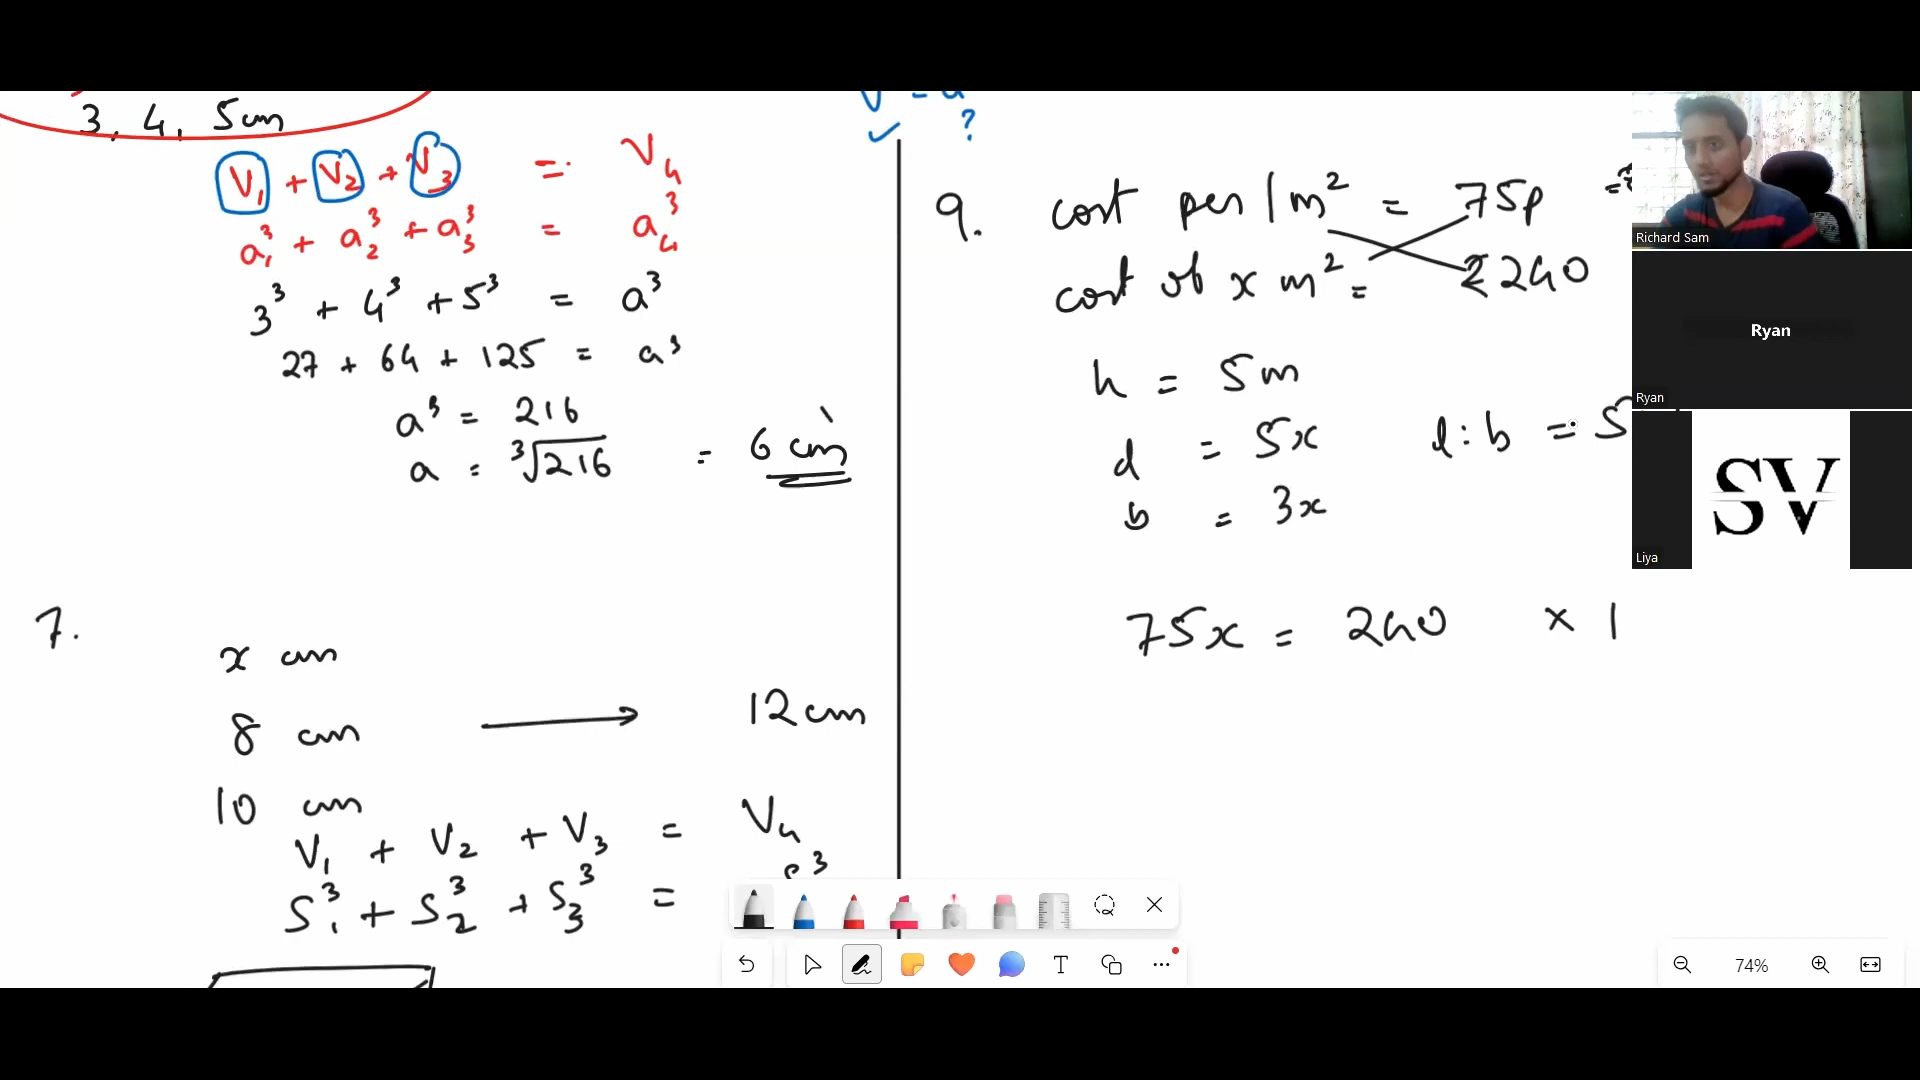 3, 4, 5cm
V = a
?
V₁ + V₂ + V₃ = V₄
a₁³ + a₂³ + a₃³ = a₄³
3³ + 4³ + 5³ = a³
27 + 64 + 125 = a³
a³ = 216
a = ³√216 = 6 cm
7.
x cm
8 cm → 12cm
10 cm
V₁ + V₂ + V₃ = V₄
S₁³ + S₂³ + S₃³ = S³
9. cost per 1m² = 75p =
cost of x m² = ₹240
h = 5m
l = 5x l : b = 5
b = 3x
75x = 240 × 1
Richard Sam
Ryan
Ryan
SV
Liya
T
74%